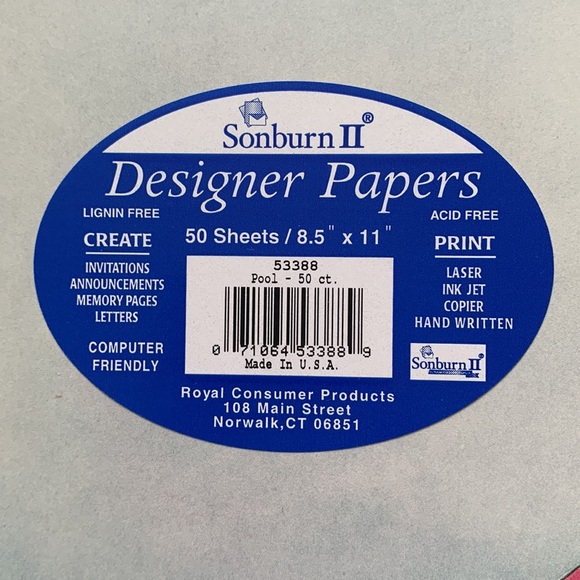 Sonburn II®
Designer Papers
LIGNIN FREE
ACID FREE
50 Sheets / 8.5" x 11"
CREATE
INVITATIONS
ANNOUNCEMENTS
MEMORY PAGES
LETTERS
COMPUTER
FRIENDLY
PRINT
LASER
INK JET
COPIER
HAND WRITTEN
53388
Pool - 50 ct.
0 71064 53388 9
Made In U.S.A.
Sonburn II®
Royal Consumer Products
108 Main Street
Norwalk,CT 06851